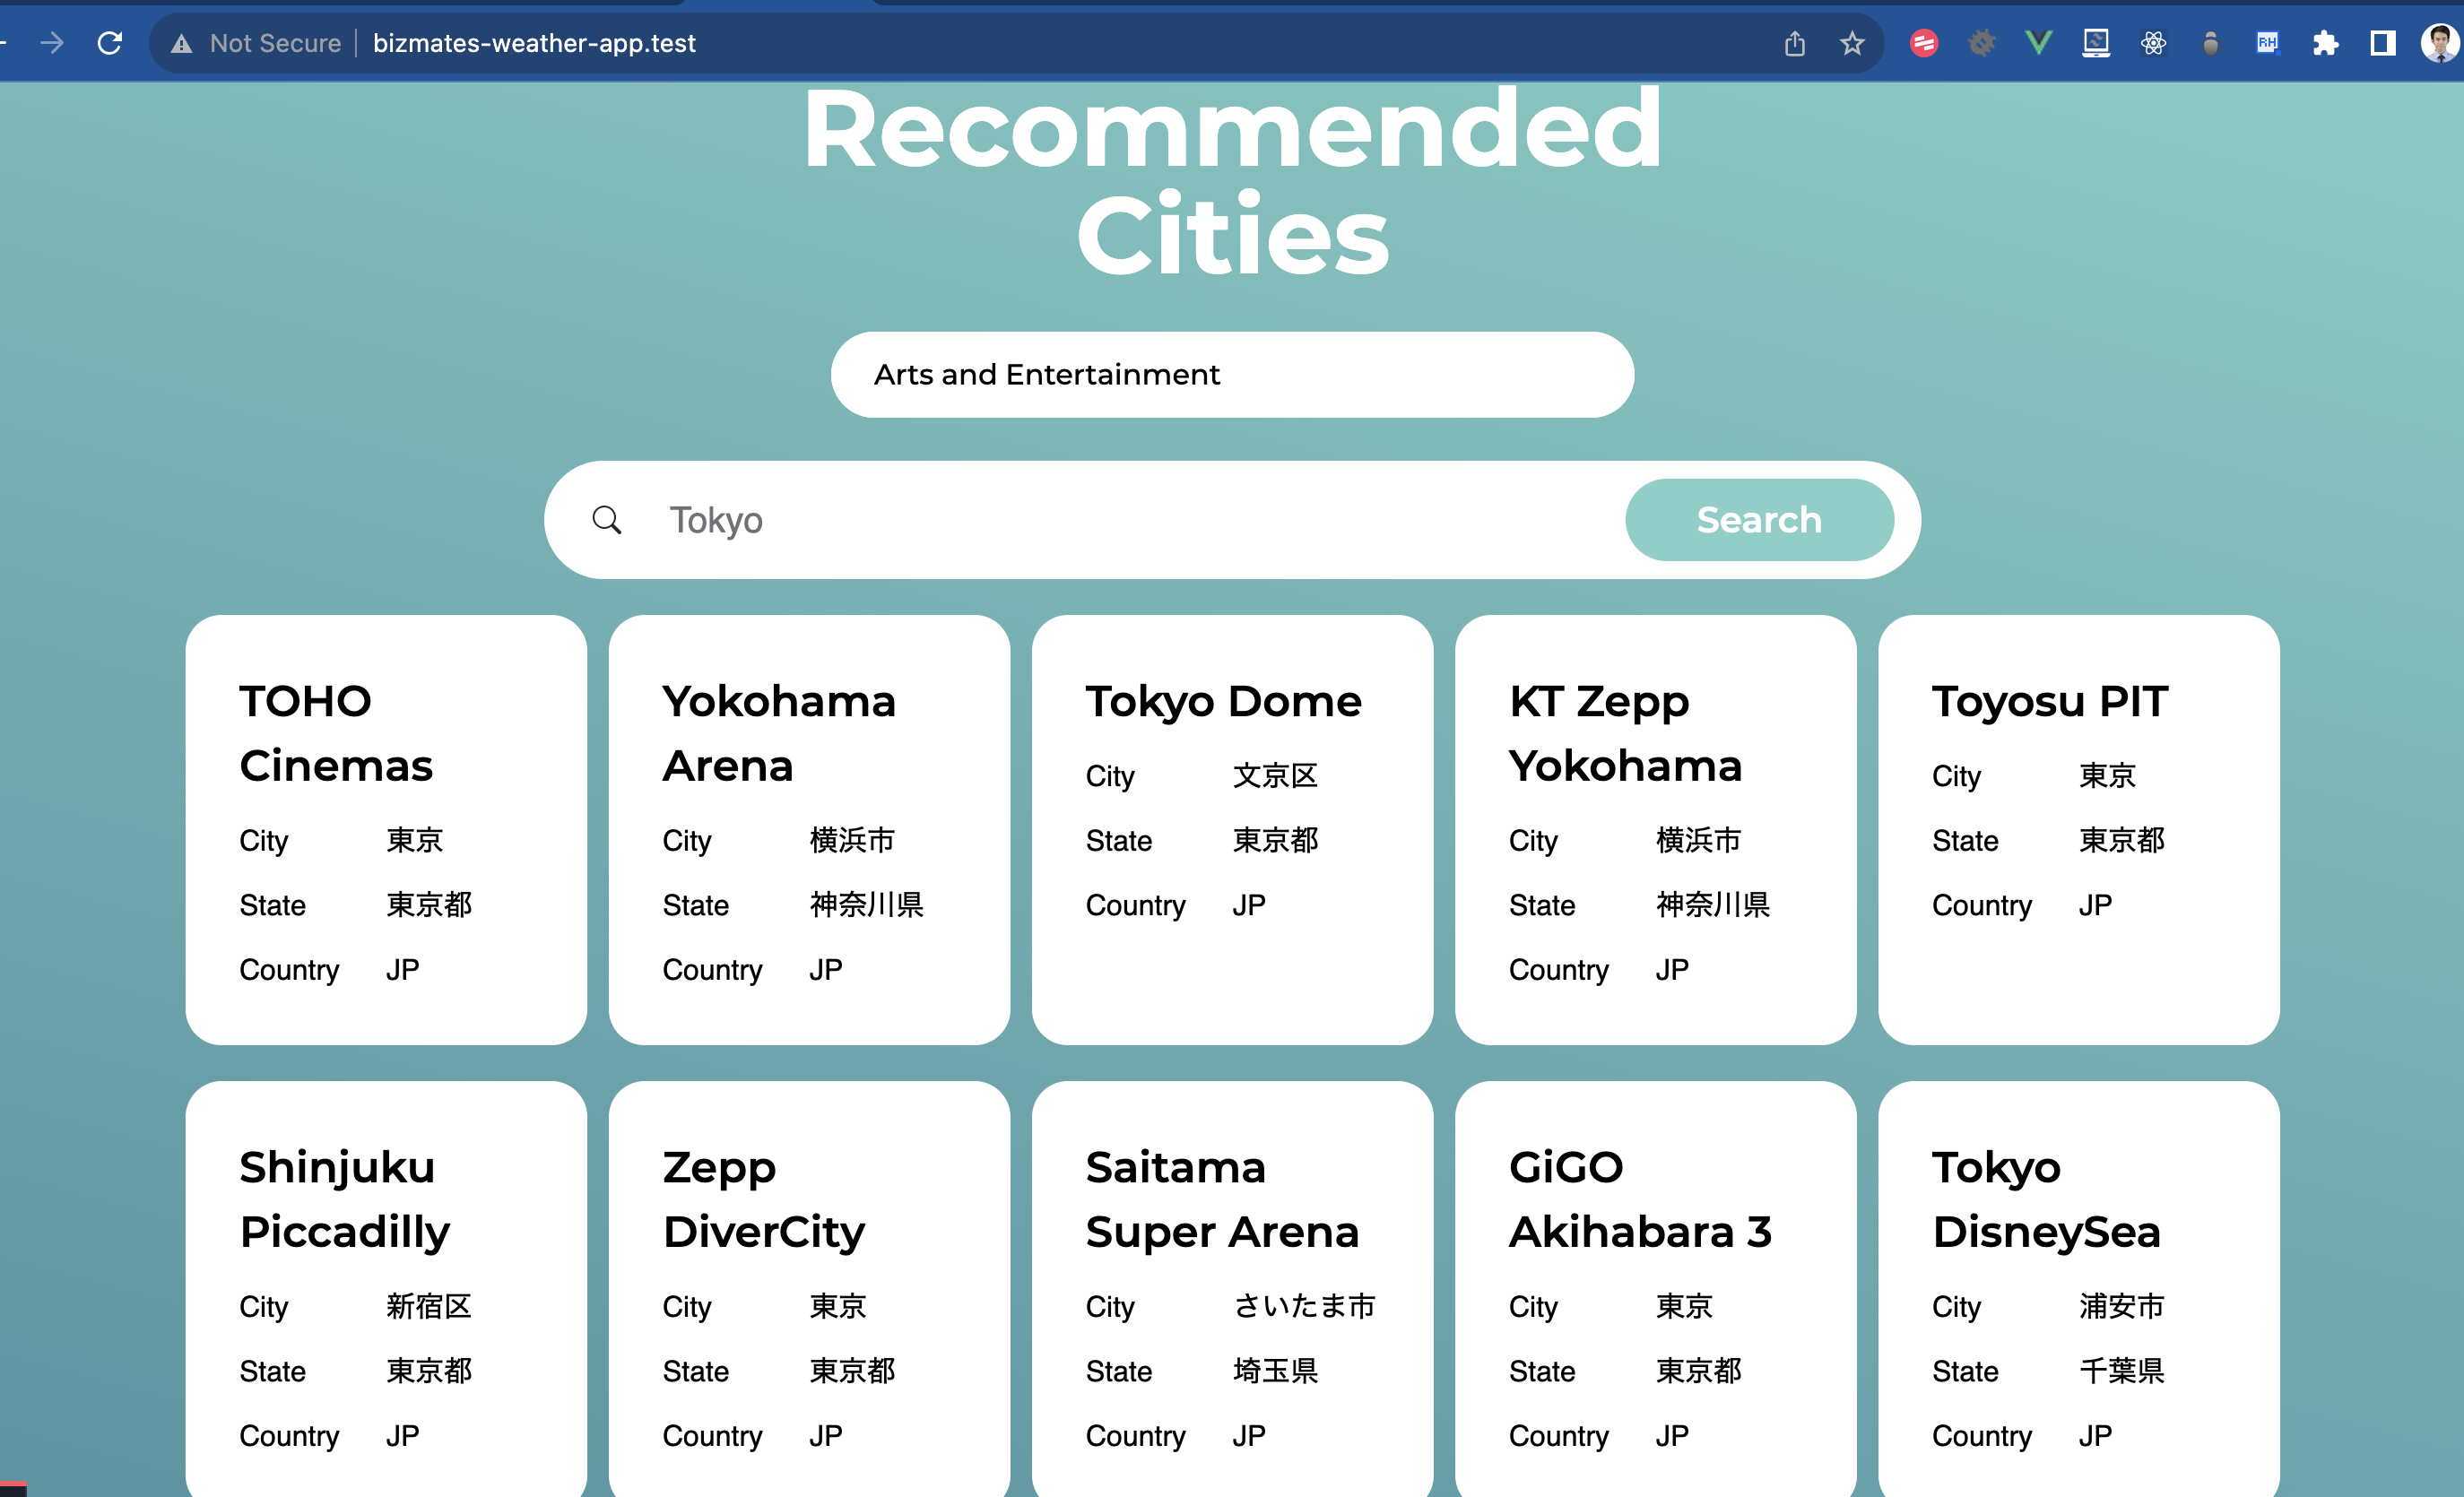 Not Secure
bizmates-weather-app.test
RH
Recommended
Cities
Arts and Entertainment
Tokyo
Search
TOHO
Cinemas
City 東京
State 東京都
Country JP
Yokohama
Arena
City 横浜市
State 神奈川県
Country JP
Tokyo Dome
City 文京区
State 東京都
Country JP
KT Zepp
Yokohama
City 横浜市
State 神奈川県
Country JP
Toyosu PIT
City 東京
State 東京都
Country JP
Shinjuku
Piccadilly
City 新宿区
State 東京都
Country JP
Zepp
DiverCity
City 東京
State 東京都
Country JP
Saitama
Super Arena
City さいたま市
State 埼玉県
Country JP
GiGO
Akihabara 3
City 東京
State 東京都
Country JP
Tokyo
DisneySea
City 浦安市
State 千葉県
Country JP